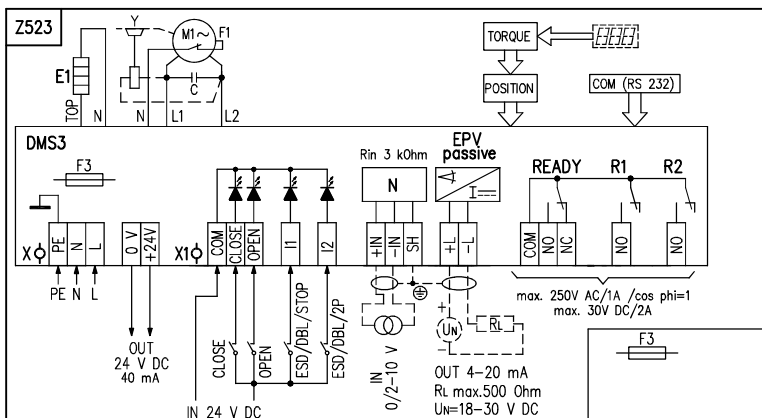 Z523
Y
M1~
F1
TORQUE
E1
POSITION
COM (RS 232)
C
TOP
N
N
L1
L2
DMS3
F3
Rin 3 kOhm
EPV
passive
READY
R1
R2
N
X
PE
N
L
0 V
+24V
X1
COM
CLOSE
OPEN
I1
I2
+IN
-IN
SH
+L
-L
COM
NO
NC
NO
NO
PE N L
OUT
24 V DC
40 mA
CLOSE
OPEN
ESD/DBL/STOP
ESD/DBL/2P
IN 24 V DC
IN
0/2-10 V
+
UN
-
RL
OUT 4-20 mA
RL max.500 Ohm
UN=18-30 V DC
max. 250V AC/1A /cos phi=1
max. 30V DC/2A
F3